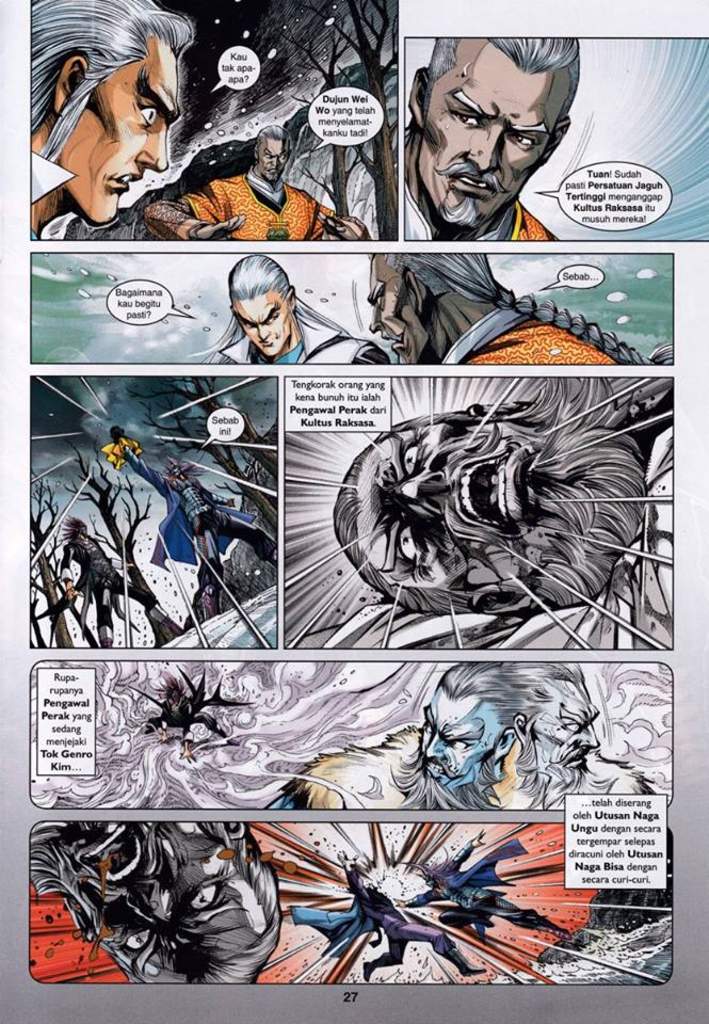 Kau
tak apa-
apa?
Dujun Wei
Wo yang telah
menyelamat-
kanku tadi!
Tuan! Sudah
pasti Persatuan Jaguh
Tertinggi menganggap
Kultus Raksasa itu
musuh mereka!
Bagaimana
kau begitu
pasti?
Sebab...
Sebab
ini!
Tengkorak orang yang
kena bunuh itu ialah
Pengawal Perak dari
Kultus Raksasa.
Rupa-
rupanya
Pengawal
Perak yang
sedang
menjejaki
Tok Genro
Kim...
...telah diserang
oleh Utusan Naga
Ungu dengan secara
tergempar selepas
diracuni oleh Utusan
Naga Bisa dengan
secara curi-curi.
27